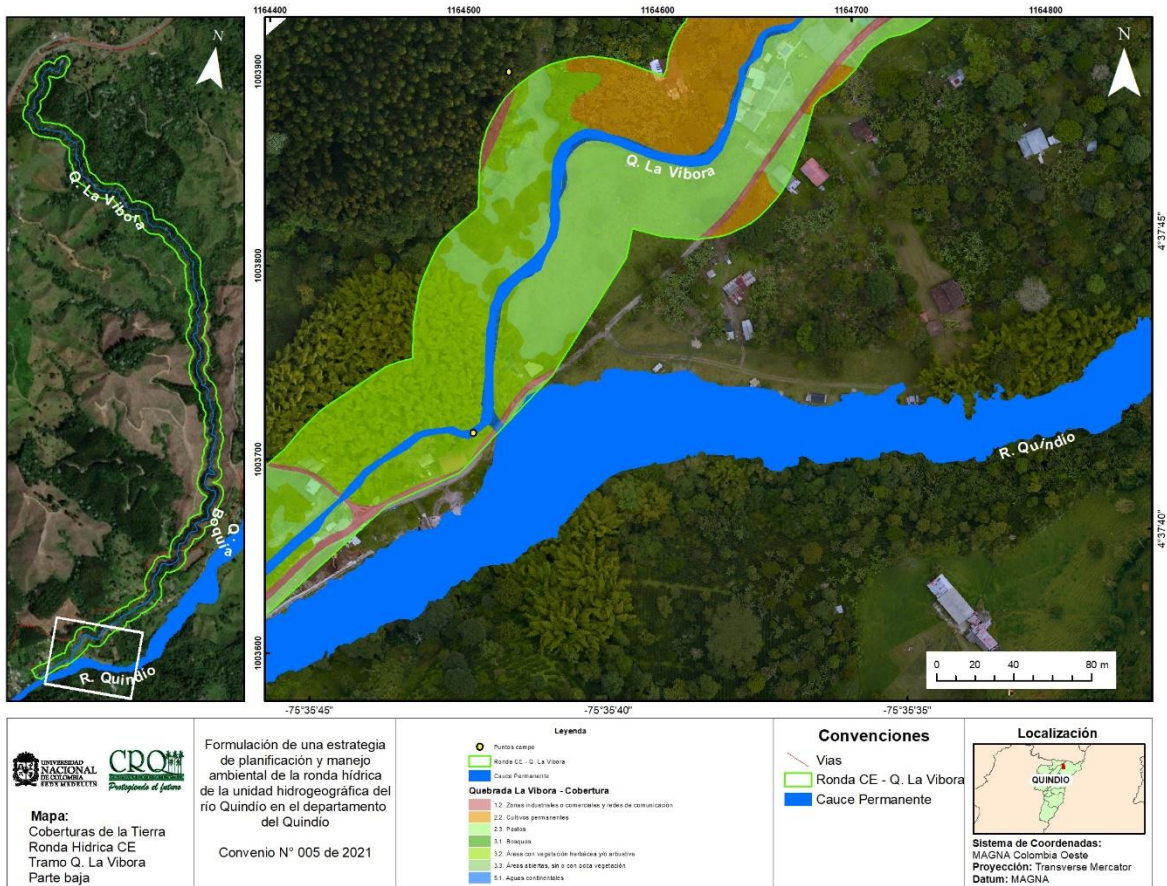 N
Q. La Vibora
Q. Boquia
R. Quindio
1164400
1164500
1164600
1164700
1164800
N
1003900
1003800
1003700
1003600
Q. La Vibora
R. Quindio
4°37'45"
4°37'40"
0 20 40 80 m
-75°35'45"
-75°35'40"
-75°35'35"
UNIVERSIDAD
NACIONAL
DE COLOMBIA
SEDE MEDELLÍN
CRQ
Protegiendo el futuro
Mapa:
Coberturas de la Tierra
Ronda Hidrica CE
Tramo Q. La Vibora
Parte baja
Formulación de una estrategia
de planificación y manejo
ambiental de la ronda hídrica
de la unidad hidrogeográfica del
río Quindío en el departamento
del Quindío
Convenio N° 005 de 2021
Leyenda
Puntos campo
Ronda CE - Q. La Vibora
Cauce Permanente
Quebrada La Vibora - Cobertura
1.2. Zonas industriales o comerciales y redes de comunicación
2.2. Cultivos permanentes
2.3. Pastos
3.1. Bosques
3.2. Áreas con vegetación herbácea y/o arbustiva
3.3. Áreas abiertas, sin o con poca vegetación
5.1. Aguas continentales
Convenciones
Vias
Ronda CE - Q. La Vibora
Cauce Permanente
Localización
QUINDIO
Sistema de Coordenadas:
MAGNA Colombia Oeste
Proyección: Transverse Mercator
Datum: MAGNA